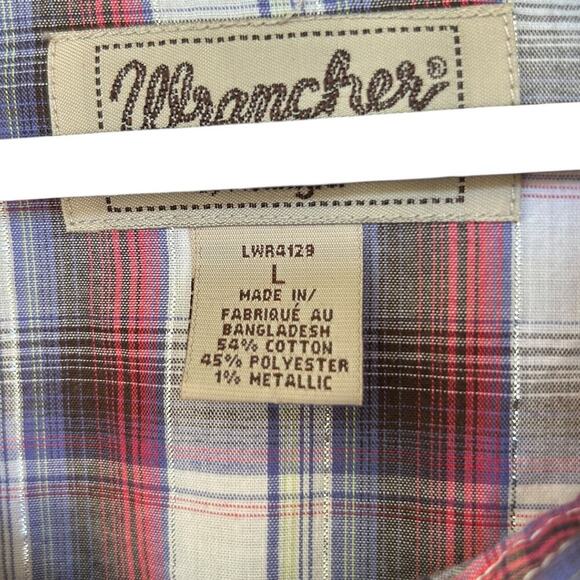 Wrancher®
LWR4129
L
MADE IN/
FABRIQUÉ AU
BANGLADESH
54% COTTON
45% POLYESTER
1% METALLIC